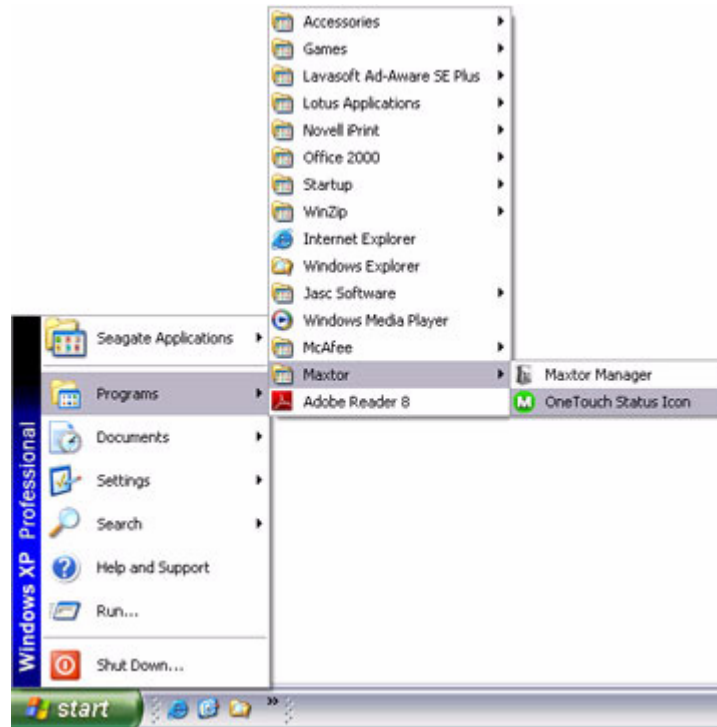 Accessories
Games
Lavasoft Ad-Aware SE Plus
Lotus Applications
Novell iPrint
Office 2000
Startup
WinZip
Internet Explorer
Windows Explorer
Jasc Software
Windows Media Player
McAfee
Maxtor
Adobe Reader 8
Maxtor Manager
OneTouch Status Icon
Seagate Applications
Programs
Documents
Settings
Search
Help and Support
Run...
Shut Down...
Windows XP Professional
start